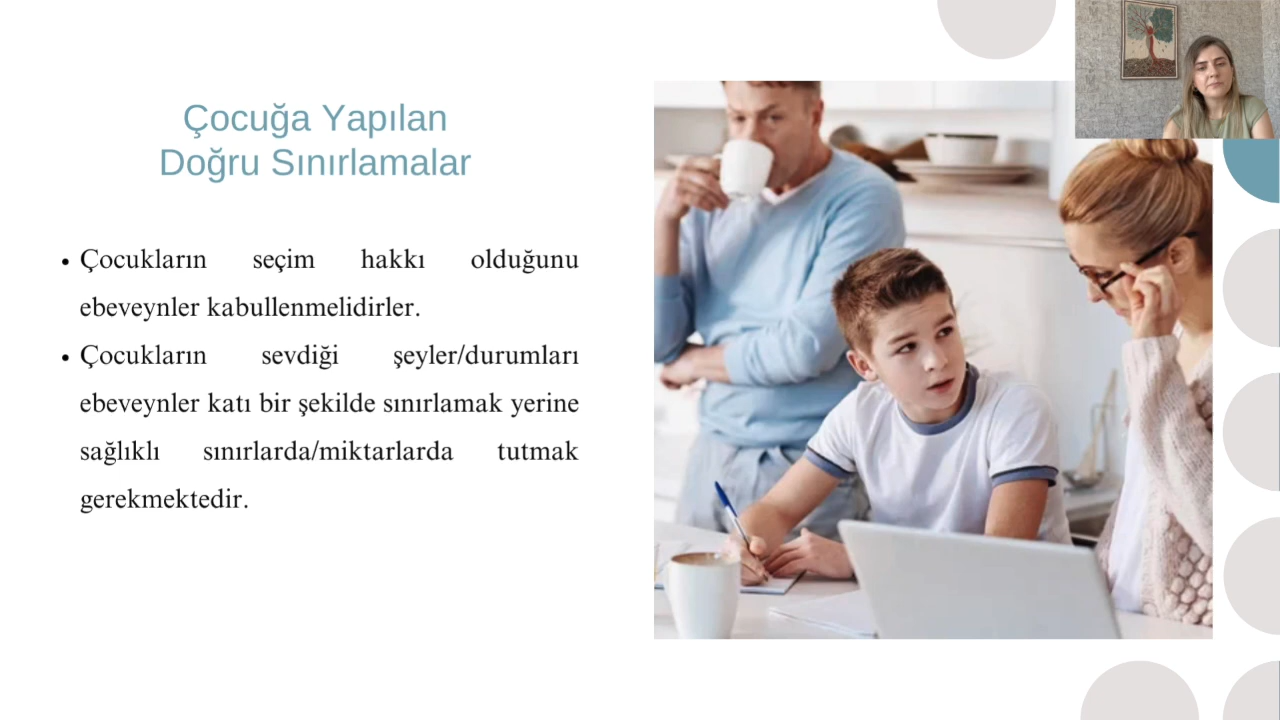 Çocuğa Yapılan
Doğru Sınırlamalar
• Çocukların seçim hakkı olduğunu
ebeveynler kabullenmelidirler.
• Çocukların sevdiği şeyler/durumları
ebeveynler katı bir şekilde sınırlamak yerine
sağlıklı sınırlarda/miktarlarda tutmak
gerekmektedir.